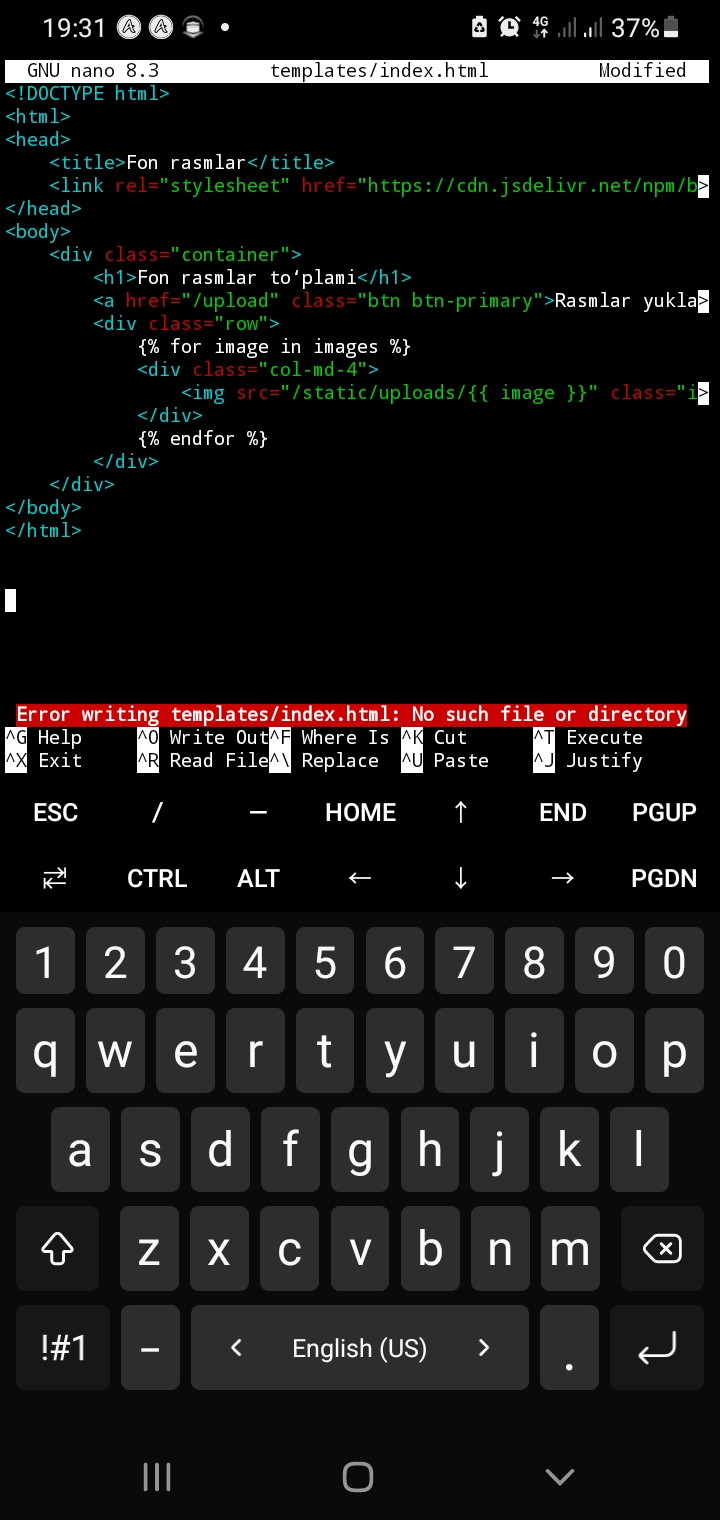 19:31 4G 37%
GNU nano 8.3 templates/index.html Modified
<!DOCTYPE html>
<html>
<head>
    <title>Fon rasmlar</title>
    <link rel="stylesheet" href="https://cdn.jsdelivr.net/npm/b>
</head>
<body>
    <div class="container">
        <h1>Fon rasmlar to‘plami</h1>
        <a href="/upload" class="btn btn-primary">Rasmlar yukla>
        <div class="row">
            {% for image in images %}
            <div class="col-md-4">
                <img src="/static/uploads/{{ image }}" class="i>
            </div>
            {% endfor %}
        </div>
    </div>
</body>
</html>
Error writing templates/index.html: No such file or directory
^G Help ^O Write Out ^F Where Is ^K Cut ^T Execute
^X Exit ^R Read File ^\ Replace ^U Paste ^J Justify
ESC / — HOME ↑ END PGUP
⇄ CTRL ALT ← ↓ → PGDN
1 2 3 4 5 6 7 8 9 0
q w e r t y u i o p
a s d f g h j k l
z x c v b n m
!#1 – < English (US) > .